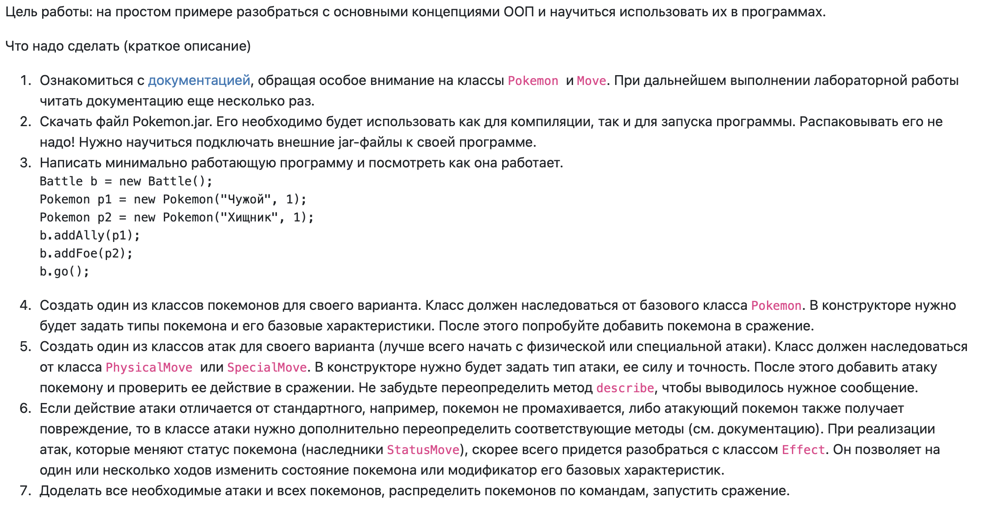 Цель работы: на простом примере разобраться с основными концепциями ООП и научиться использовать их в программах.
Что надо сделать (краткое описание)
1. Ознакомиться с документацией, обращая особое внимание на классы Pokemon и Move. При дальнейшем выполнении лабораторной работы
читать документацию еще несколько раз.
2. Скачать файл Pokemon.jar. Его необходимо будет использовать как для компиляции, так и для запуска программы. Распаковывать его не
надо! Нужно научиться подключать внешние jar-файлы к своей программе.
3. Написать минимально работающую программу и посмотреть как она работает.
Battle b = new Battle();
Pokemon p1 = new Pokemon("Чужой", 1);
Pokemon p2 = new Pokemon("Хищник", 1);
b.addAlly(p1);
b.addFoe(p2);
b.go();
4. Создать один из классов покемонов для своего варианта. Класс должен наследоваться от базового класса Pokemon. В конструкторе нужно
будет задать типы покемона и его базовые характеристики. После этого попробуйте добавить покемона в сражение.
5. Создать один из классов атак для своего варианта (лучше всего начать с физической или специальной атаки). Класс должен наследоваться
от класса PhysicalMove или SpecialMove. В конструкторе нужно будет задать тип атаки, ее силу и точность. После этого добавить атаку
покемону и проверить ее действие в сражении. Не забудьте переопределить метод describe, чтобы выводилось нужное сообщение.
6. Если действие атаки отличается от стандартного, например, покемон не промахивается, либо атакующий покемон также получает
повреждение, то в классе атаки нужно дополнительно переопределить соответствующие методы (см. документацию). При реализации
атак, которые меняют статус покемона (наследники StatusMove), скорее всего придется разобраться с классом Effect. Он позволяет на
один или несколько ходов изменить состояние покемона или модификатор его базовых характеристик.
7. Доделать все необходимые атаки и всех покемонов, распределить покемонов по командам, запустить сражение.